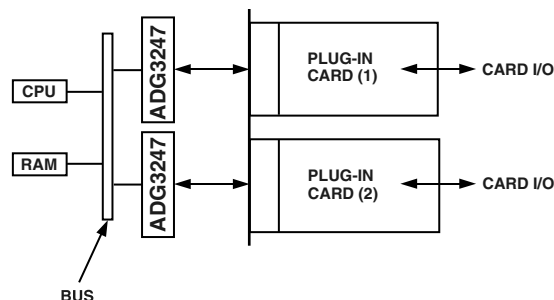 CPU
RAM
BUS
ADG3247
ADG3247
PLUG-IN
CARD (1)
CARD I/O
PLUG-IN
CARD (2)
CARD I/O